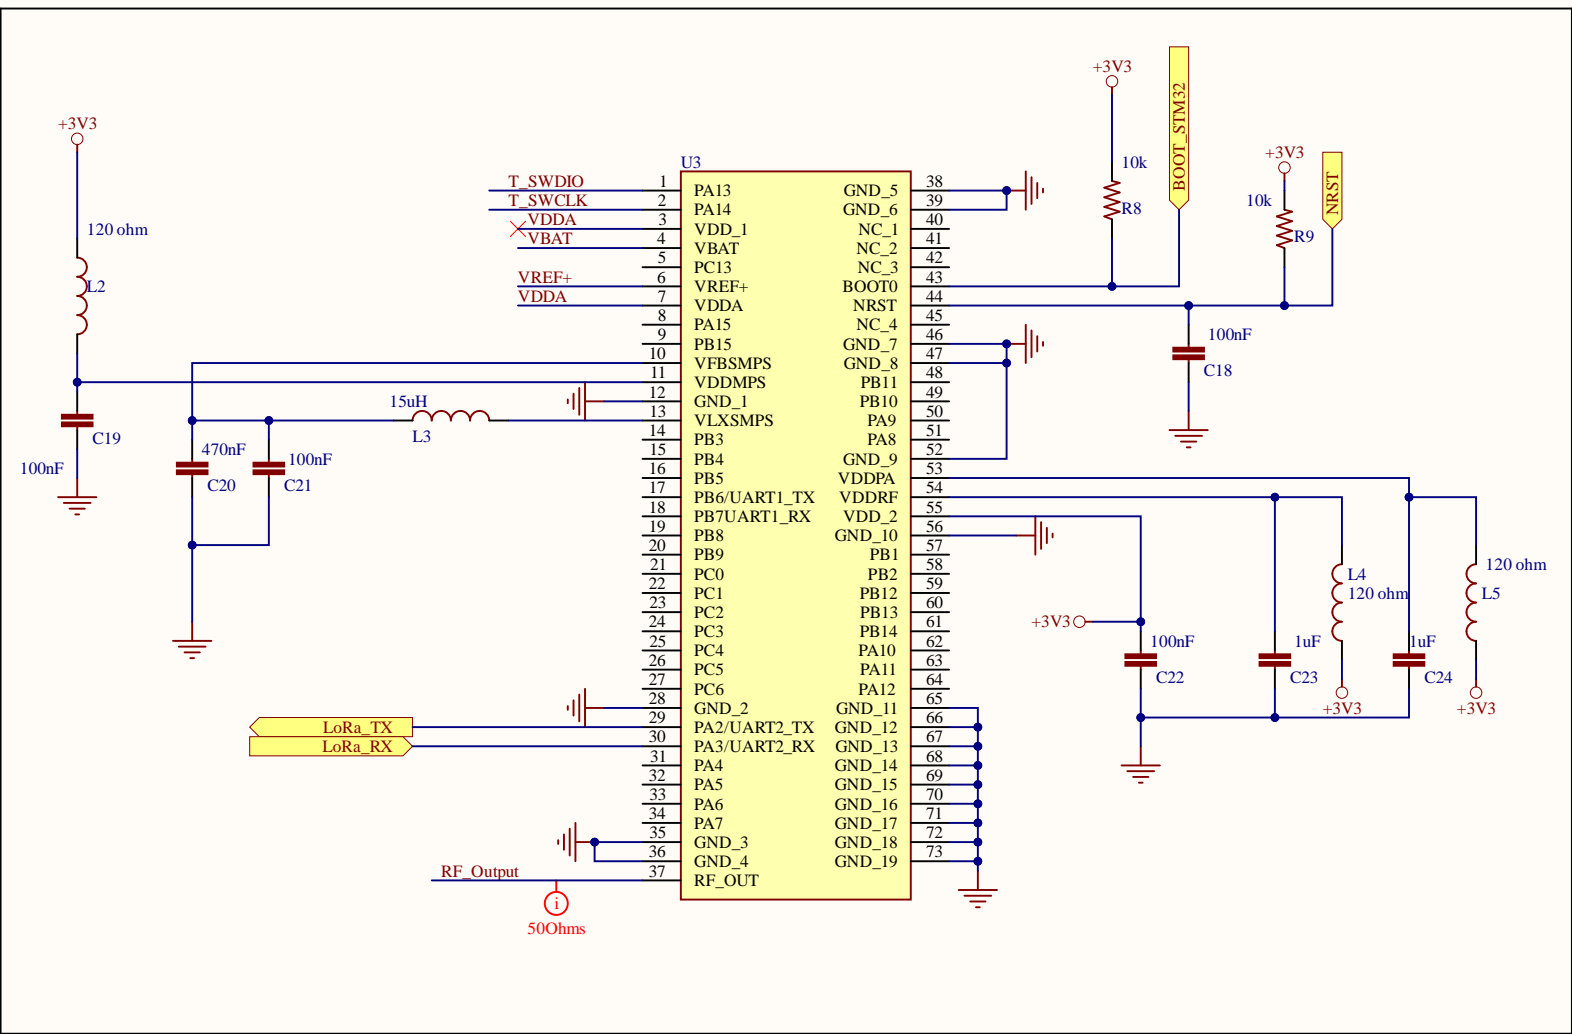 +3V3
120 ohm
L2
C19
100nF
470nF
C20
100nF
C21
15uH
L3
T_SWDIO
T_SWCLK
VDDA
VBAT
VREF+
VDDA
LoRa_TX
LoRa_RX
RF_Output
i
50Ohms
U3
1 PA13
2 PA14
3 VDD_1
4 VBAT
5 PC13
6 VREF+
7 VDDA
8 PA15
9 PB15
10 VFBSMPS
11 VDDMPS
12 GND_1
13 VLXSMPS
14 PB3
15 PB4
16 PB5
17 PB6/UART1_TX
18 PB7UART1_RX
19 PB8
20 PB9
21 PC0
22 PC1
23 PC2
24 PC3
25 PC4
26 PC5
27 PC6
28 GND_2
29 PA2/UART2_TX
30 PA3/UART2_RX
31 PA4
32 PA5
33 PA6
34 PA7
35 GND_3
36 GND_4
37 RF_OUT
GND_5 38
GND_6 39
NC_1 40
NC_2 41
NC_3 42
BOOT0 43
NRST 44
NC_4 45
GND_7 46
GND_8 47
PB11 48
PB10 49
PA9 50
PA8 51
GND_9 52
VDDPA 53
VDDRF 54
VDD_2 55
GND_10 56
PB1 57
PB2 58
PB12 59
PB13 60
PB14 61
PA10 62
PA11 63
PA12 64
GND_11 65
GND_12 66
GND_13 67
GND_14 68
GND_15 69
GND_16 70
GND_17 71
GND_18 72
GND_19 73
+3V3
10k
R8
BOOT_STM32
+3V3
10k
R9
NRST
100nF
C18
+3V3
100nF
C22
1uF
C23
L4
120 ohm
+3V3
1uF
C24
120 ohm
L5
+3V3